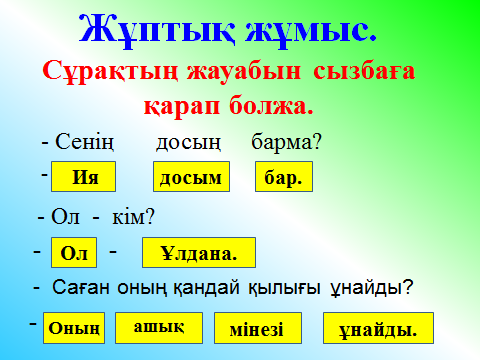 Жұптық жұмыс.
Сұрақтың жауабын сызбаға
қарап болжа.
- Сенің досың барма?
- Ия досым бар.
- Ол - кім?
- Ол - Ұлдана.
- Саған оның қандай қылығы ұнайды?
- Оның ашық мінезі ұнайды.